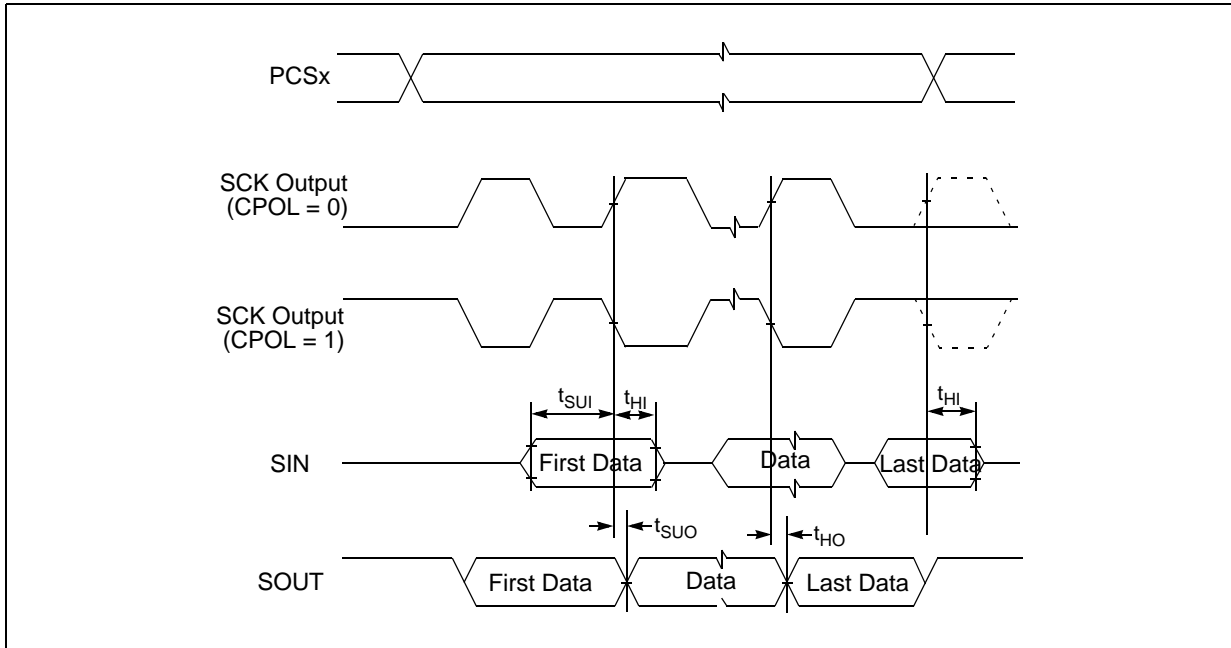 PCSx
SCK Output
(CPOL = 0)
SCK Output
(CPOL = 1)
tSUI
tHI
tHI
SIN
First Data
Data
Last Data
tSUO
tHO
SOUT
First Data
Data
Last Data